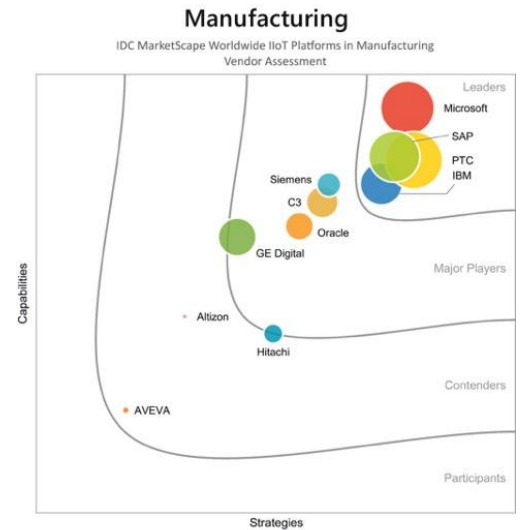 Manufacturing
IDC MarketScape Worldwide IIoT Platforms in Manufacturing
Vendor Assessment
Leaders
Microsoft
SAP
PTC
IBM
Siemens
C3
Oracle
GE Digital
Major Players
Altizon
Hitachi
Contenders
AVEVA
Participants
Capabilities
Strategies